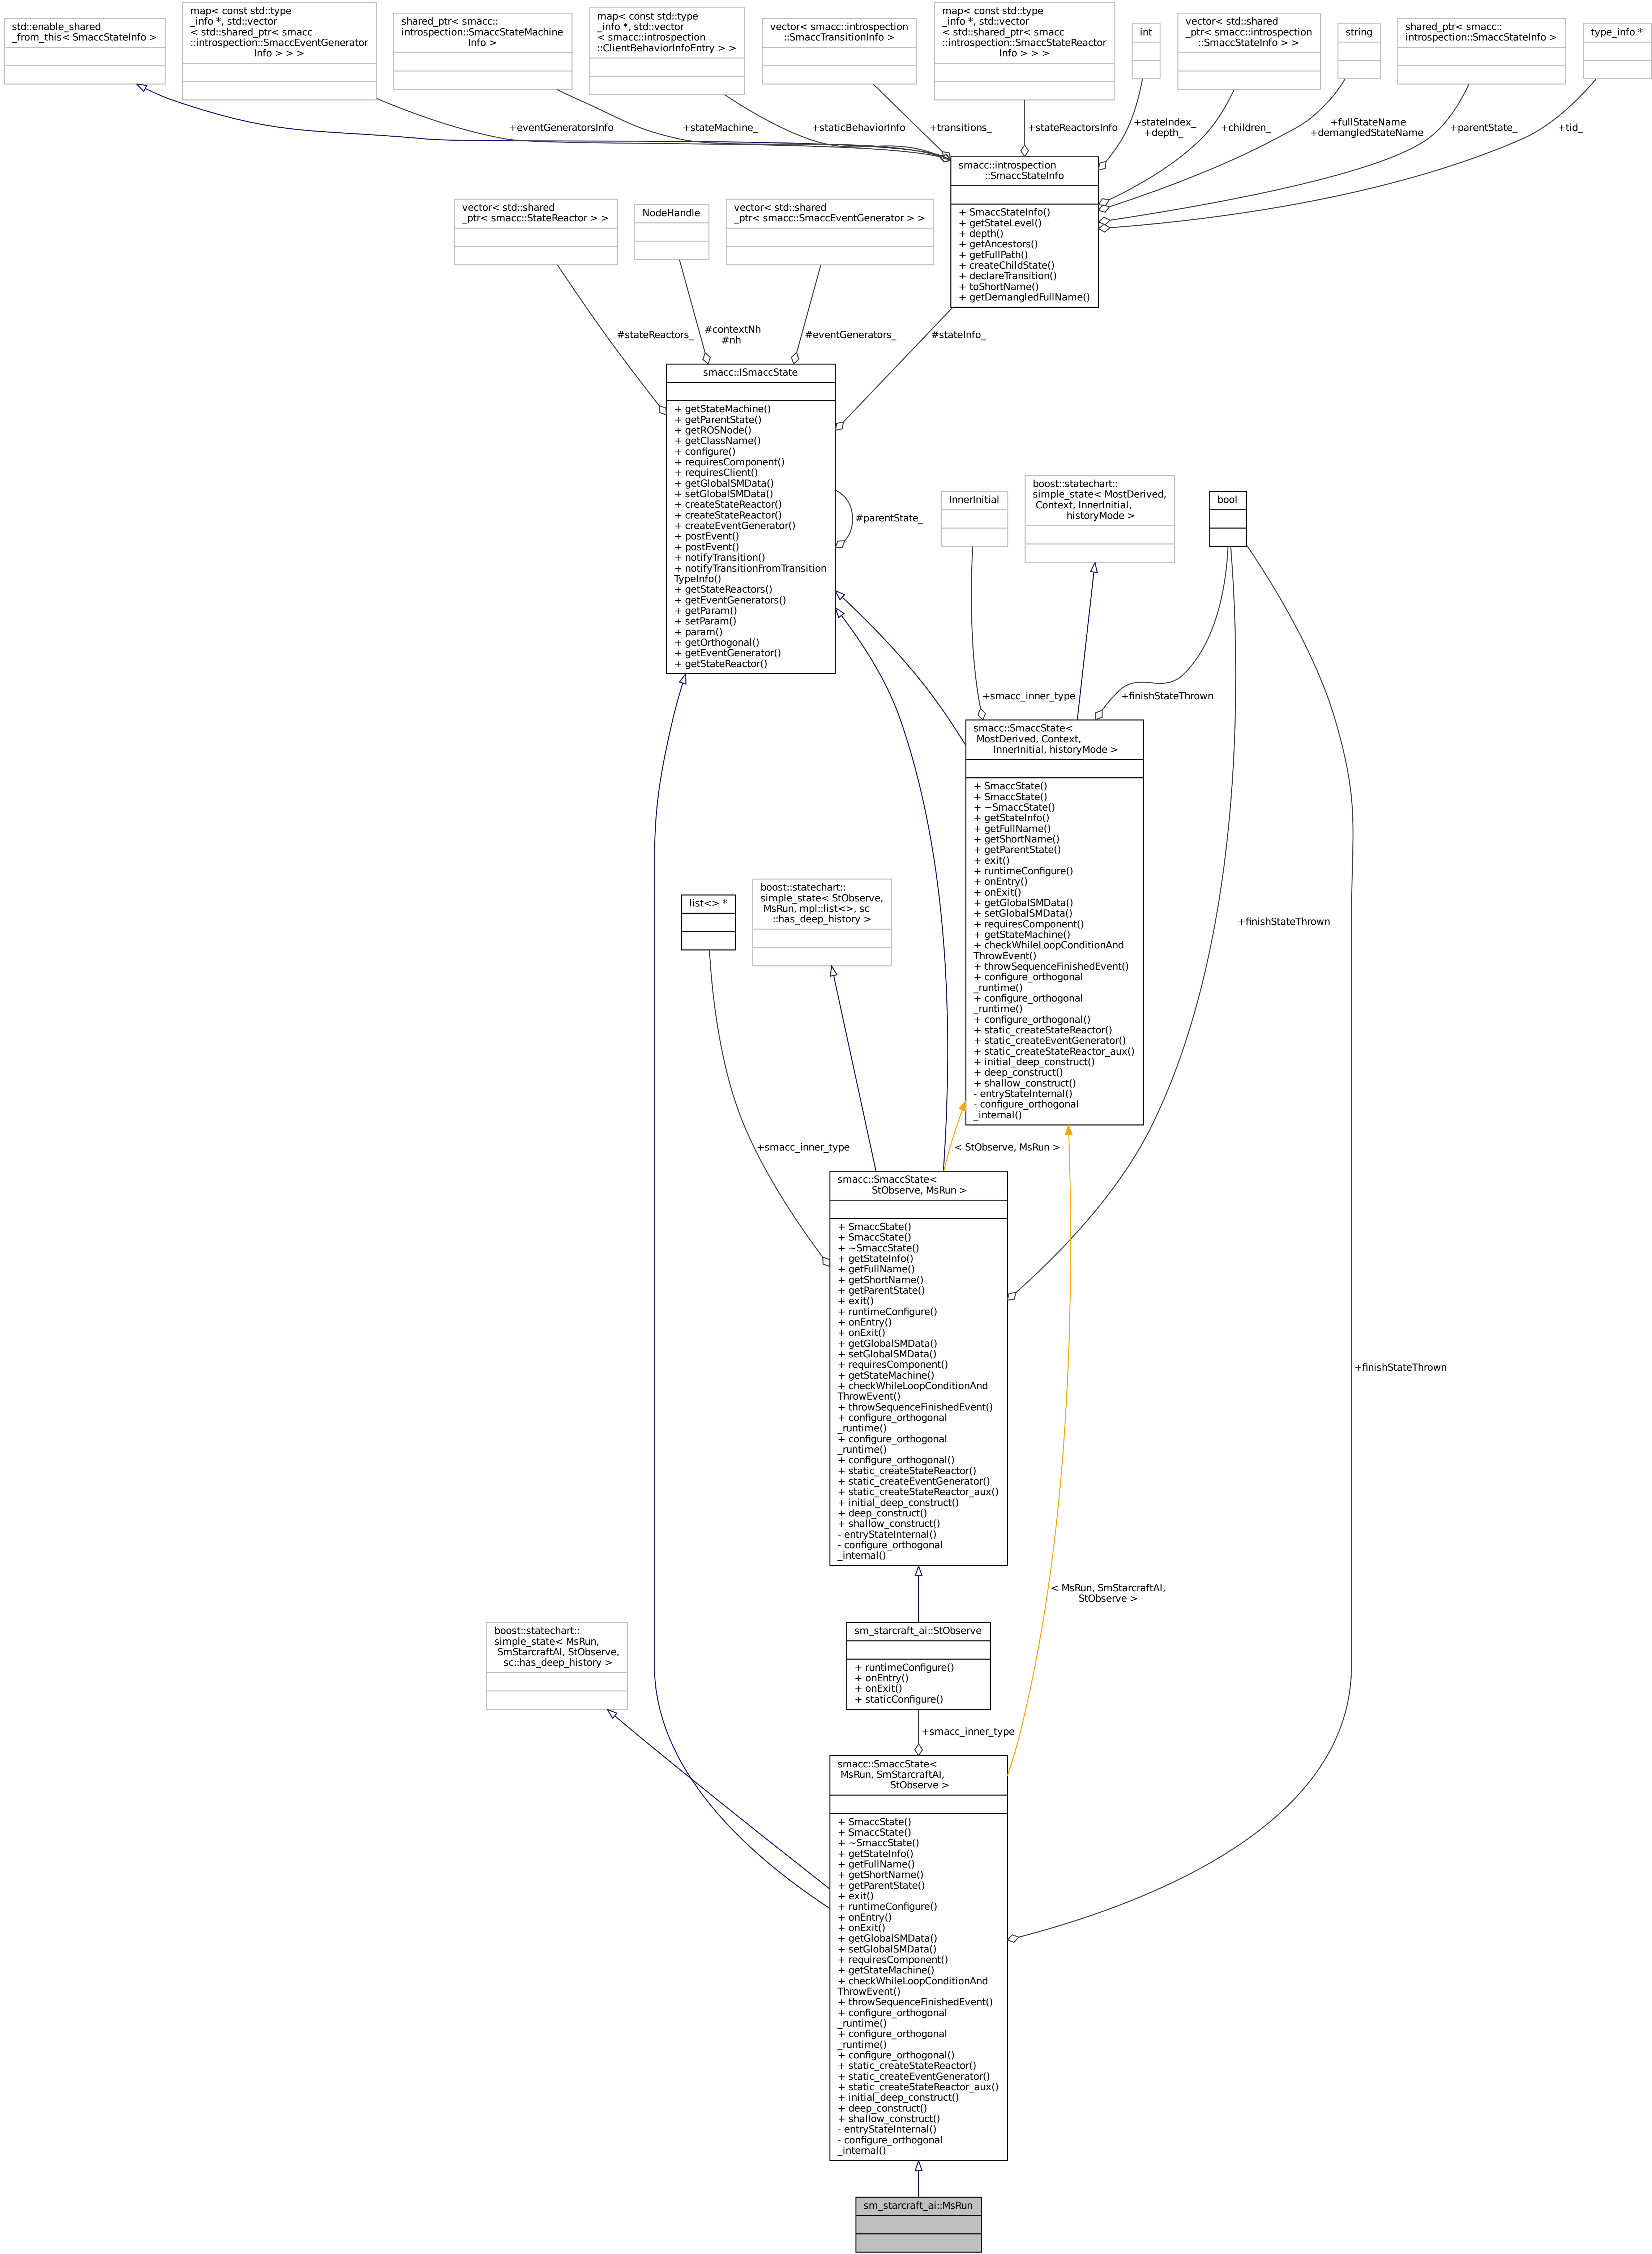 std::enable_shared
_from_this< SmaccStateInfo >
map< const std::type
_info *, std::vector
< std::shared_ptr< smacc
::introspection::SmaccEventGenerator
Info > > >
shared_ptr< smacc::
introspection::SmaccStateMachine
Info >
map< const std::type
_info *, std::vector
< smacc::introspection
::ClientBehaviorInfoEntry > >
vector< smacc::introspection
::SmaccTransitionInfo >
map< const std::type
_info *, std::vector
< std::shared_ptr< smacc
::introspection::SmaccStateReactor
Info > > >
int
vector< std::shared
_ptr< smacc::introspection
::SmaccStateInfo > >
string
shared_ptr< smacc::
introspection::SmaccStateInfo >
type_info *
+eventGeneratorsInfo
+stateMachine_
+staticBehaviorInfo
+transitions_
+stateReactorsInfo
+stateIndex_
+depth_
+children_
+fullStateName
+demangledStateName
+parentState_
+tid_
smacc::introspection
::SmaccStateInfo
+ SmaccStateInfo()
+ getStateLevel()
+ depth()
+ getAncestors()
+ getFullPath()
+ createChildState()
+ declareTransition()
+ toShortName()
+ getDemangledFullName()
vector< std::shared
_ptr< smacc::StateReactor > >
NodeHandle
vector< std::shared
_ptr< smacc::SmaccEventGenerator > >
#stateReactors_
#contextNh
#nh
#eventGenerators_
#stateInfo_
smacc::ISmaccState
+ getStateMachine()
+ getParentState()
+ getROSNode()
+ getClassName()
+ configure()
+ requiresComponent()
+ requiresClient()
+ getGlobalSMData()
+ setGlobalSMData()
+ createStateReactor()
+ createStateReactor()
+ createEventGenerator()
+ postEvent()
+ postEvent()
+ notifyTransition()
+ notifyTransitionFromTransition
TypeInfo()
+ getStateReactors()
+ getEventGenerators()
+ getParam()
+ setParam()
+ param()
+ getOrthogonal()
+ getEventGenerator()
+ getStateReactor()
#parentState_
InnerInitial
boost::statechart::
simple_state< MostDerived,
Context, InnerInitial,
historyMode >
bool
+smacc_inner_type
+finishStateThrown
smacc::SmaccState<
MostDerived, Context,
InnerInitial, historyMode >
+ SmaccState()
+ SmaccState()
+ ~SmaccState()
+ getStateInfo()
+ getFullName()
+ getShortName()
+ getParentState()
+ exit()
+ runtimeConfigure()
+ onEntry()
+ onExit()
+ getGlobalSMData()
+ setGlobalSMData()
+ requiresComponent()
+ getStateMachine()
+ checkWhileLoopConditionAnd
ThrowEvent()
+ throwSequenceFinishedEvent()
+ configure_orthogonal
_runtime()
+ configure_orthogonal
_runtime()
+ configure_orthogonal()
+ static_createStateReactor()
+ static_createEventGenerator()
+ static_createStateReactor_aux()
+ initial_deep_construct()
+ deep_construct()
+ shallow_construct()
- entryStateInternal()
- configure_orthogonal
_internal()
list<> *
boost::statechart::
simple_state< StObserve,
MsRun, mpl::list<>, sc
::has_deep_history >
+finishStateThrown
+smacc_inner_type
< StObserve, MsRun >
smacc::SmaccState<
StObserve, MsRun >
+ SmaccState()
+ SmaccState()
+ ~SmaccState()
+ getStateInfo()
+ getFullName()
+ getShortName()
+ getParentState()
+ exit()
+ runtimeConfigure()
+ onEntry()
+ onExit()
+ getGlobalSMData()
+ setGlobalSMData()
+ requiresComponent()
+ getStateMachine()
+ checkWhileLoopConditionAnd
ThrowEvent()
+ throwSequenceFinishedEvent()
+ configure_orthogonal
_runtime()
+ configure_orthogonal
_runtime()
+ configure_orthogonal()
+ static_createStateReactor()
+ static_createEventGenerator()
+ static_createStateReactor_aux()
+ initial_deep_construct()
+ deep_construct()
+ shallow_construct()
- entryStateInternal()
- configure_orthogonal
_internal()
+finishStateThrown
< MsRun, SmStarcraftAI,
StObserve >
boost::statechart::
simple_state< MsRun,
SmStarcraftAI, StObserve,
sc::has_deep_history >
sm_starcraft_ai::StObserve
+ runtimeConfigure()
+ onEntry()
+ onExit()
+ staticConfigure()
+smacc_inner_type
smacc::SmaccState<
MsRun, SmStarcraftAI,
StObserve >
+ SmaccState()
+ SmaccState()
+ ~SmaccState()
+ getStateInfo()
+ getFullName()
+ getShortName()
+ getParentState()
+ exit()
+ runtimeConfigure()
+ onEntry()
+ onExit()
+ getGlobalSMData()
+ setGlobalSMData()
+ requiresComponent()
+ getStateMachine()
+ checkWhileLoopConditionAnd
ThrowEvent()
+ throwSequenceFinishedEvent()
+ configure_orthogonal
_runtime()
+ configure_orthogonal
_runtime()
+ configure_orthogonal()
+ static_createStateReactor()
+ static_createEventGenerator()
+ static_createStateReactor_aux()
+ initial_deep_construct()
+ deep_construct()
+ shallow_construct()
- entryStateInternal()
- configure_orthogonal
_internal()
sm_starcraft_ai::MsRun